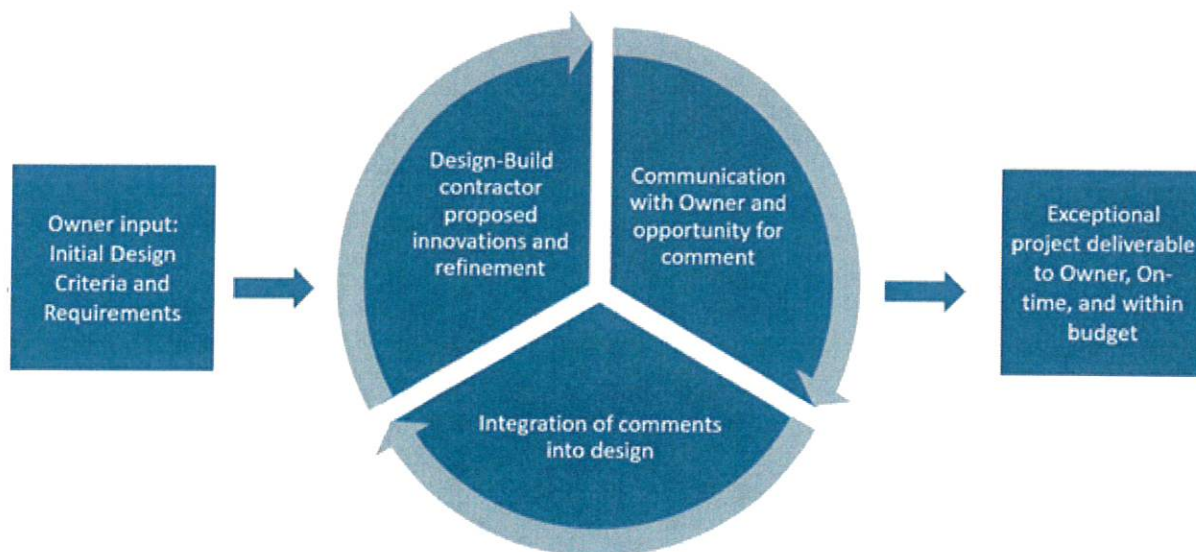 Owner input:
Initial Design
Criteria and
Requirements
Design-Build
contractor
proposed
innovations and
refinement
Communication
with Owner and
opportunity for
comment
Integration of comments
into design
Exceptional
project deliverable
to Owner, On-
time, and within
budget